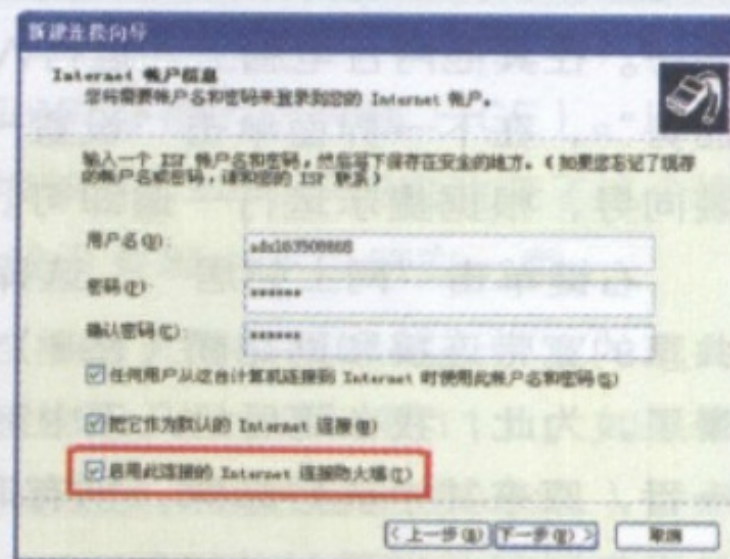 新建连接向导
Internet 帐户信息
您将需要帐户名和密码来登录到您的 Internet 帐户。
输入一个 ISP 帐户名和密码，然后写下保存在安全的地方。（如果您忘记了现存
的帐户名或密码，请和您的 ISP 联系）
用户名(U):
密码(P): ******
确认密码(C): ******
任何用户从这台计算机连接到 Internet 时使用此帐户名和密码(S)
把它作为默认的 Internet 连接(M)
启用此连接的 Internet 连接防火墙(T)
<上一步(B) 下一步(N)> 取消